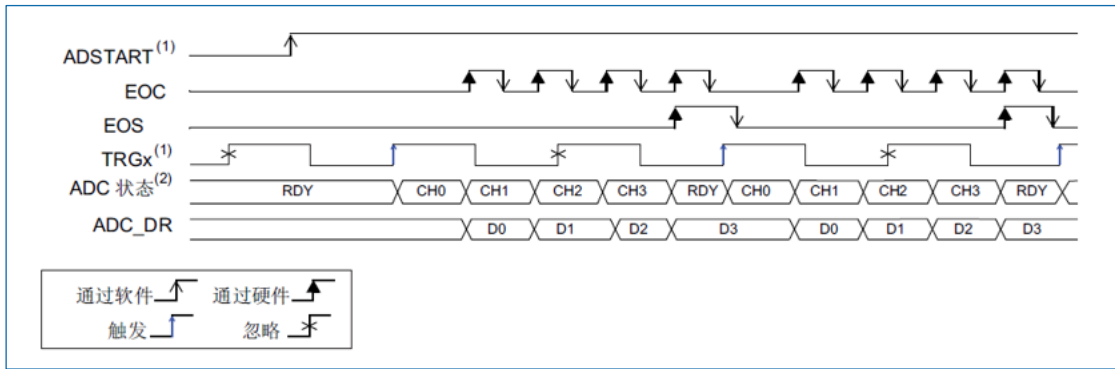 ADSTART(1)
EOC
EOS
TRGx(1)
ADC 状态(2) RDY CH0 CH1 CH2 CH3 RDY CH0 CH1 CH2 CH3 RDY
ADC_DR D0 D1 D2 D3 D0 D1 D2 D3
通过软件 通过硬件
触发 忽略